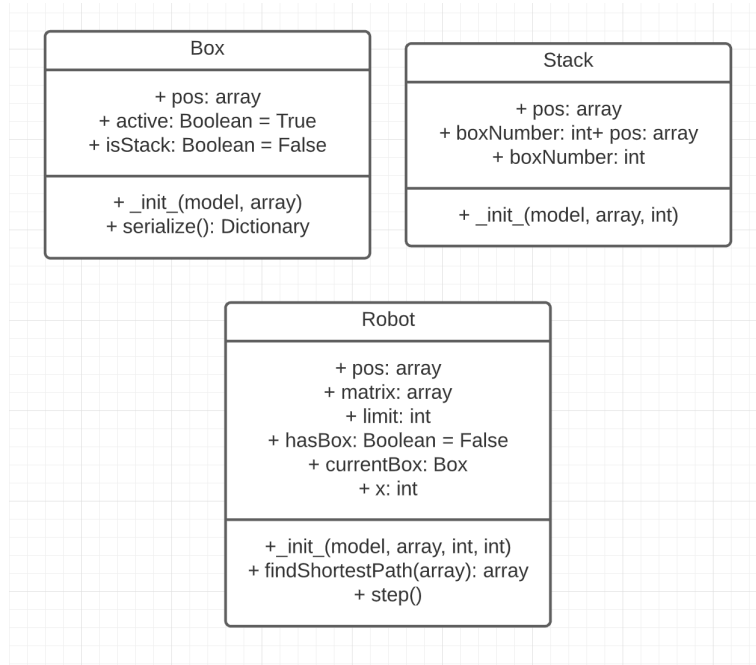 Box
+ pos: array
+ active: Boolean = True
+ isStack: Boolean = False
+ _init_(model, array)
+ serialize(): Dictionary
Stack
+ pos: array
+ boxNumber: int+ pos: array
+ boxNumber: int
+ _init_(model, array, int)
Robot
+ pos: array
+ matrix: array
+ limit: int
+ hasBox: Boolean = False
+ currentBox: Box
+ x: int
+_init_(model, array, int, int)
+ findShortestPath(array): array
+ step()